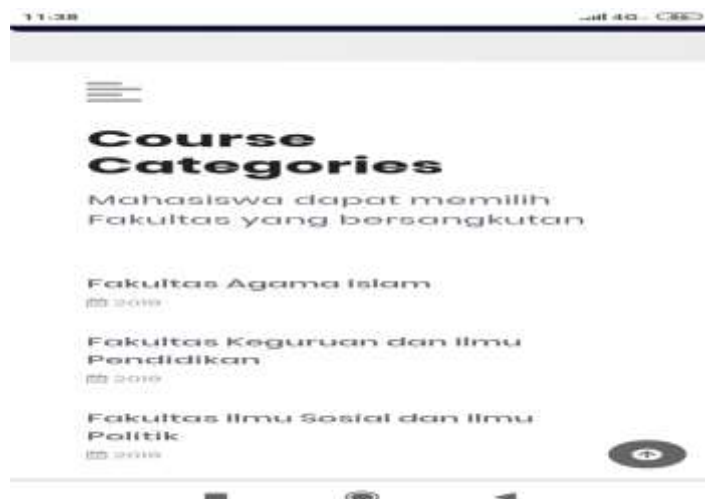 11:38
4G
Course
Categories
Mahasiswa dapat memilih
Fakultas yang bersangkutan
Fakultas Agama Islam
2019
Fakultas Keguruan dan Ilmu
Pendidikan
2019
Fakultas Ilmu Sosial dan Ilmu
Politik
2019